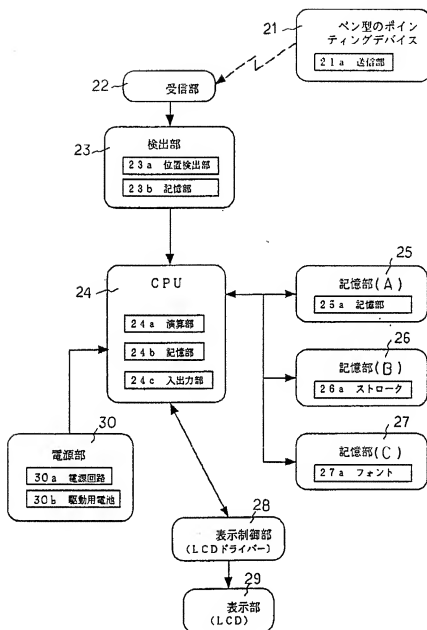 21
ペン型のポイン
ティングデバイス
21a 送信部
22
受信部
23
検出部
23a 位置検出部
23b 記憶部
24
CPU
24a 演算部
24b 記憶部
24c 入出力部
25
記憶部(A)
25a 記憶部
26
記憶部(B)
26a ストローク
27
記憶部(C)
27a フォント
30
電源部
30a 電源回路
30b 駆動用電池
28
表示制御部
(LCDドライバー)
29
表示部
(LCD)